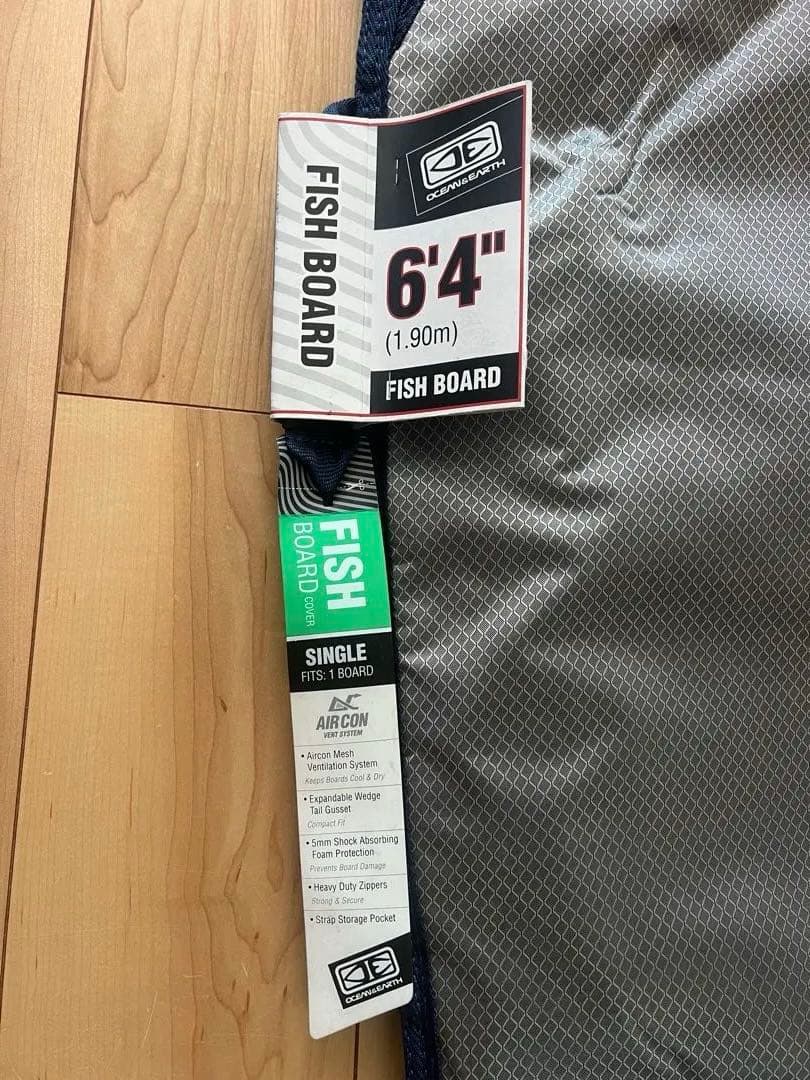 FISH BOARD
OCEAN&EARTH
6'4"
(1.90m)
FISH BOARD
FISH
BOARD COVER
SINGLE
FITS: 1 BOARD
AC
AIRCON
VENT SYSTEM
• Aircon Mesh
Ventilation System
Keeps Boards Cool & Dry
• Expandable Wedge
Tail Gusset
Compact Fit
• 5mm Shock Absorbing
Foam Protection
Prevents Board Damage
• Heavy Duty Zippers
Strong & Secure
• Strap Storage Pocket
OCEAN&EARTH